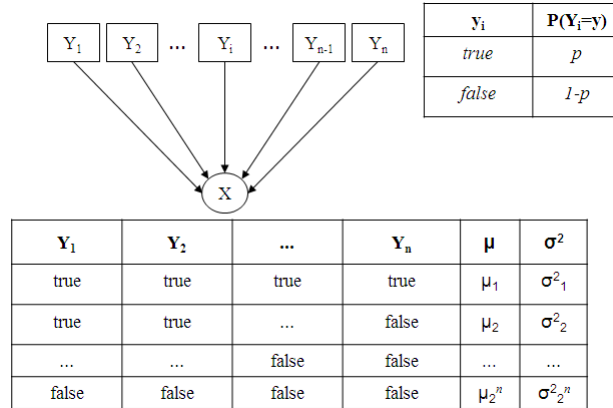 Y₁ Y₂ ... Yᵢ ... Yₙ₋₁ Yₙ
yᵢ P(Yᵢ=y)
true p
false 1-p
X
Y₁ Y₂ ... Yₙ μ σ²
true true true true μ₁ σ²₁
true true ... false μ₂ σ²₂
... ... false false ... ...
false false false false μ₂ⁿ σ²₂ⁿ